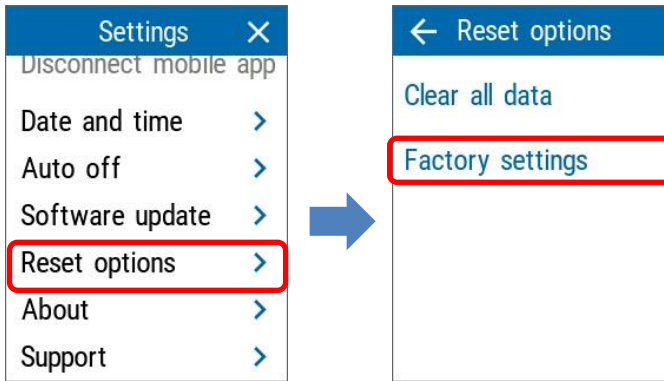 Settings
Disconnect mobile app
Date and time
Auto off
Software update
Reset options
About
Support
Reset options
Clear all data
Factory settings